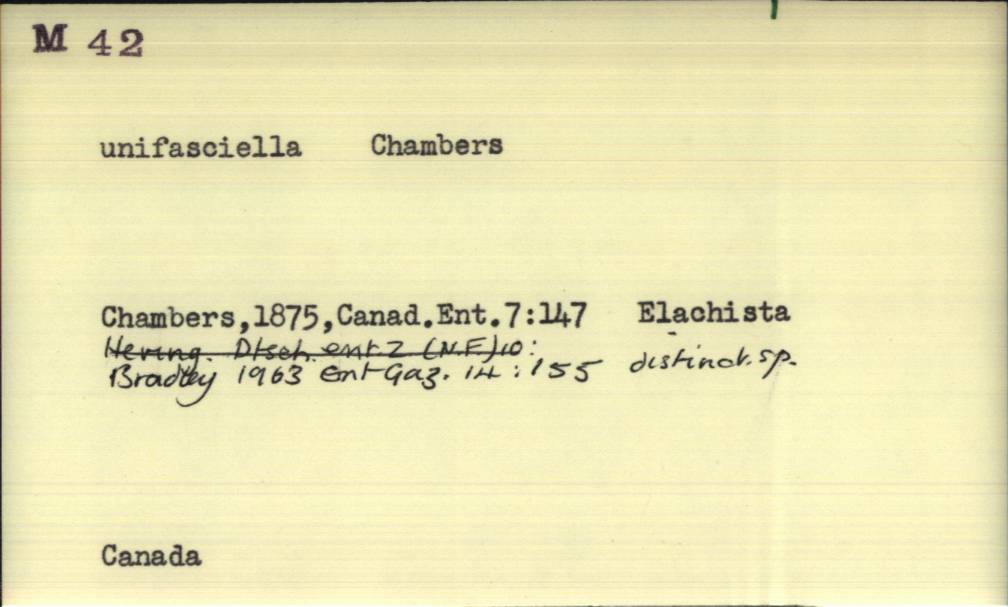 M 42
unifasciella Chambers
Chambers,1875,Canad.Ent.7:147 Elachista
Hering. Dtsch. ent Z (N.F.) 10:
Bradley 1963 Ent Gaz. 14:155 distinct. sp.
Canada